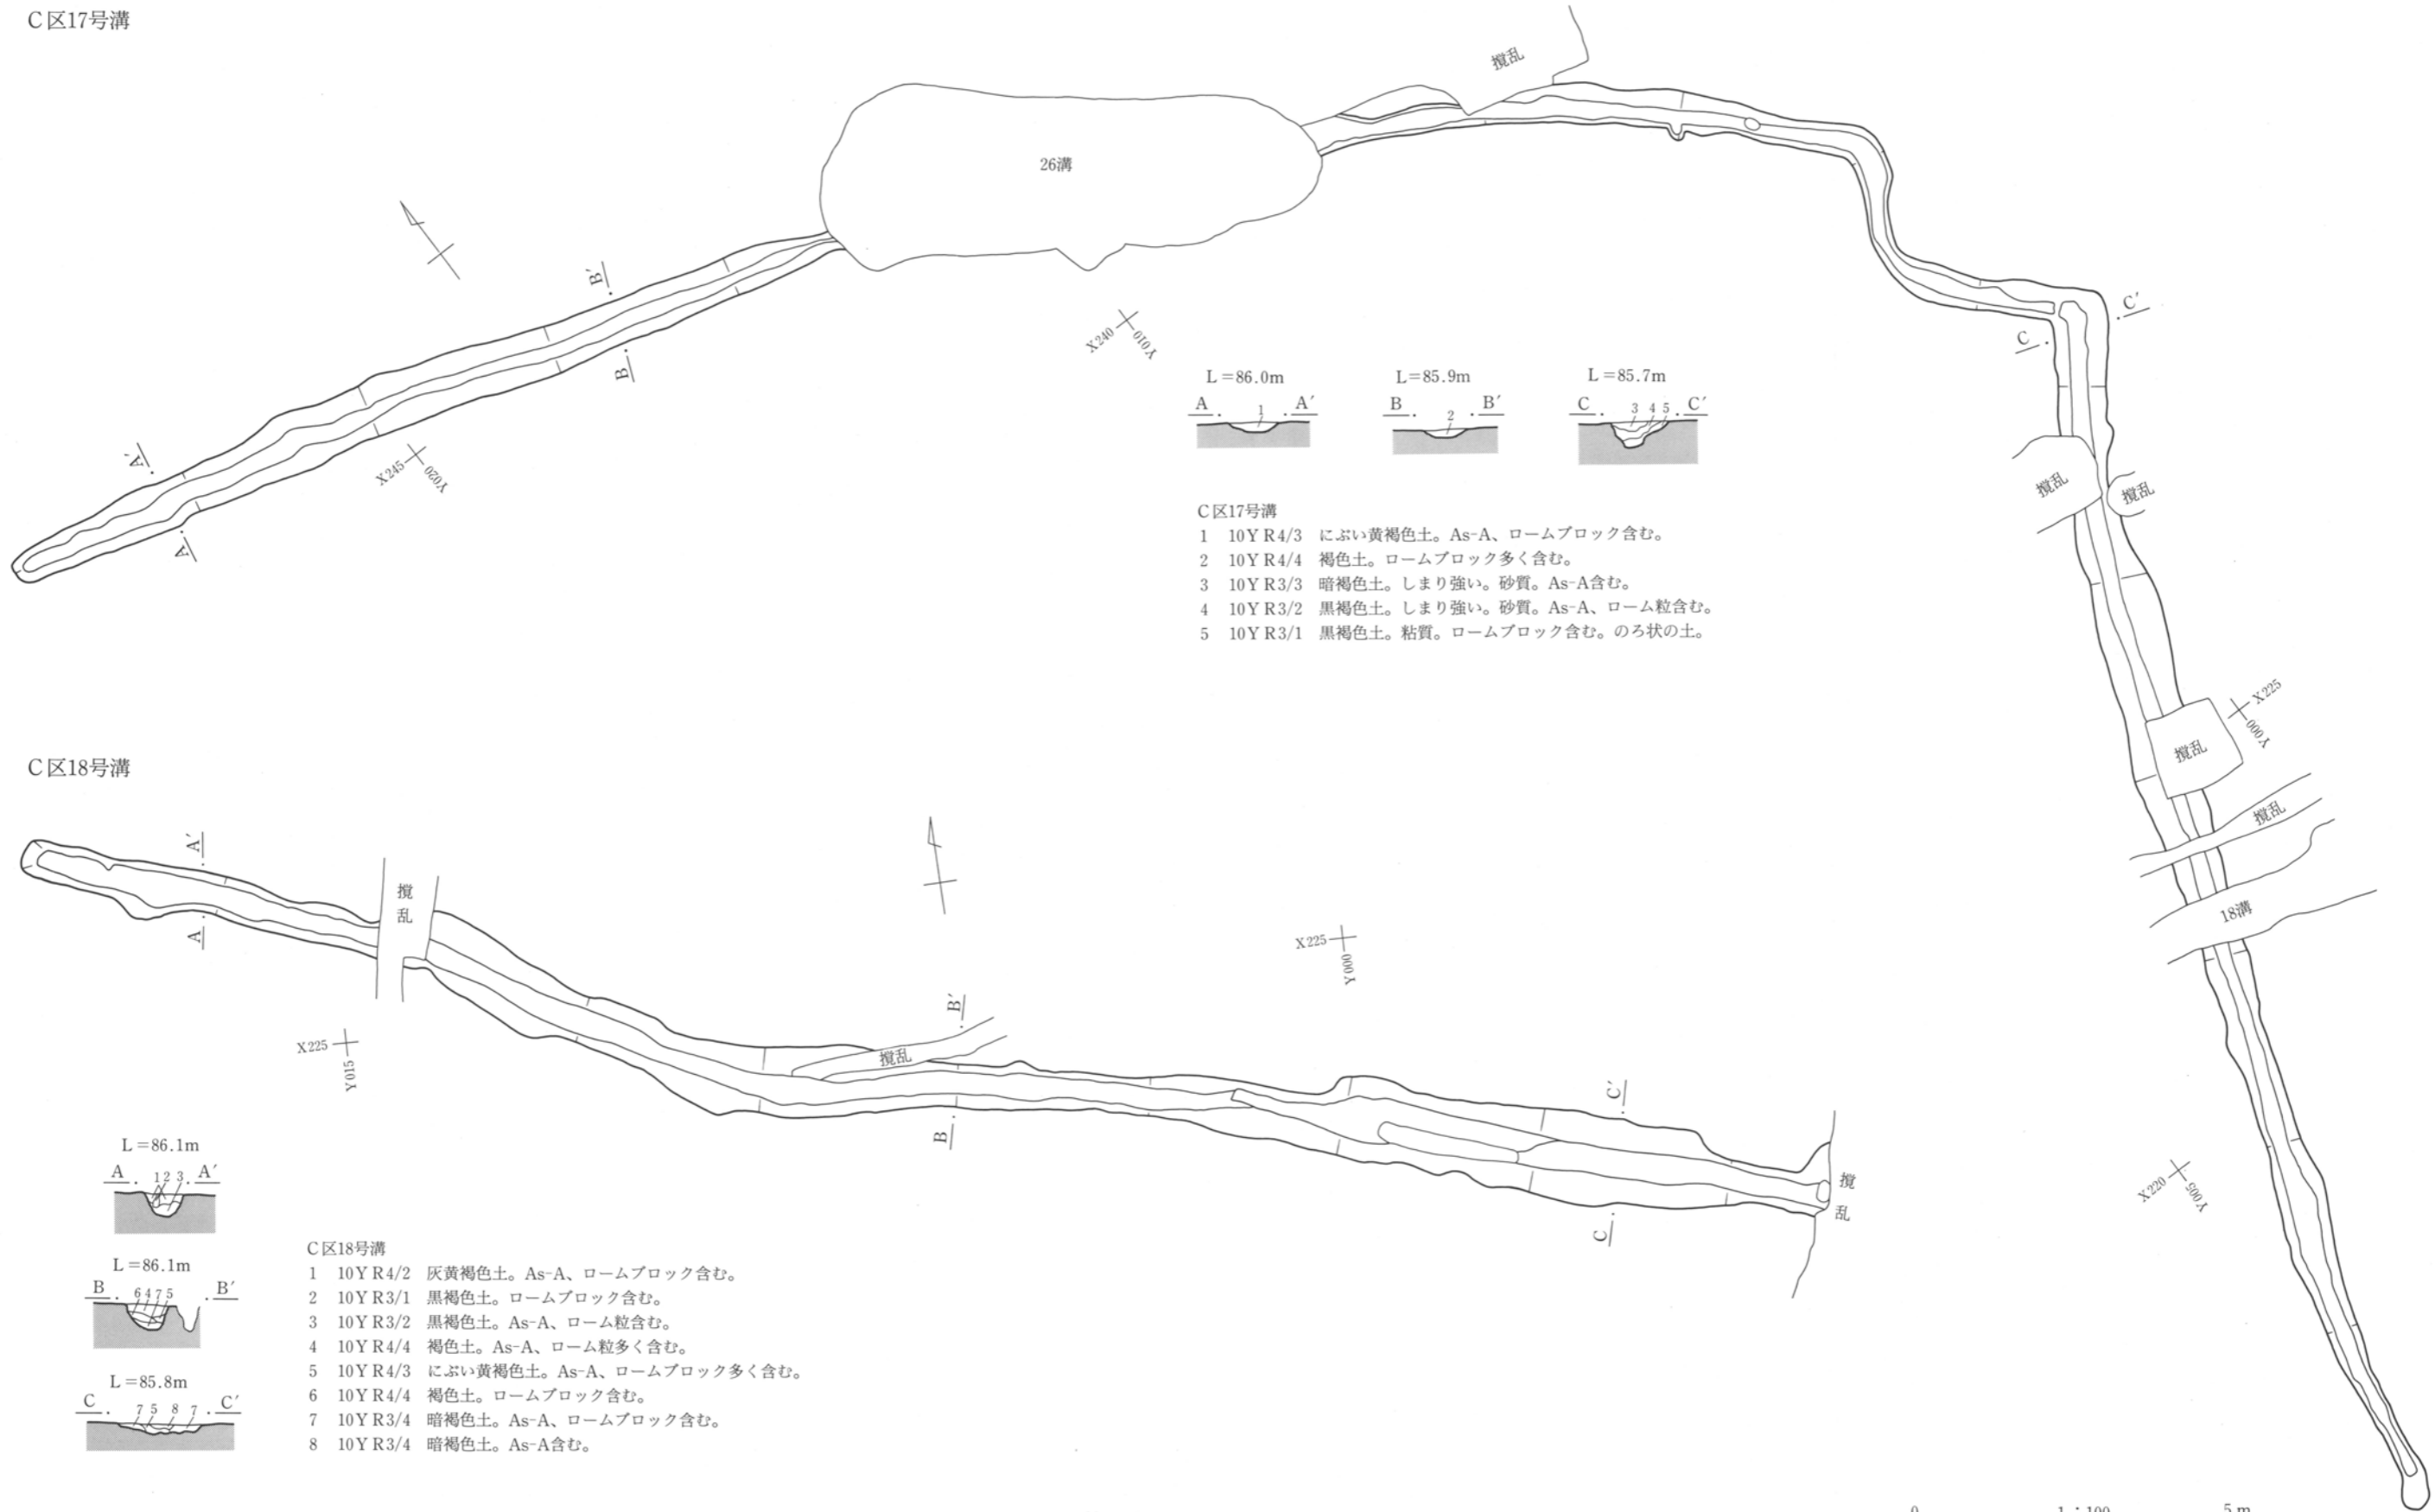 C区17号溝
撹乱
26溝
B′
B
A′
A
X245
Y020
X240
Y010
C′
C
撹乱
撹乱
X225
Y000
撹乱
撹乱
18溝
X220
Y005
L=86.0m
A 1 A′
L=85.9m
B 2 B′
L=85.7m
C 3 4 5 C′
C区17号溝
1 10YR4/3 にぶい黄褐色土。As-A、ロームブロック含む。
2 10YR4/4 褐色土。ロームブロック多く含む。
3 10YR3/3 暗褐色土。しまり強い。砂質。As-A含む。
4 10YR3/2 黒褐色土。しまり強い。砂質。As-A、ローム粒含む。
5 10YR3/1 黒褐色土。粘質。ロームブロック含む。のろ状の土。
C区18号溝
A′
A
撹乱
X225
Y015
撹乱
B′
B
X225
Y000
C′
C
撹乱
L=86.1m
A 1 2 3 A′
L=86.1m
B 6 4 7 5 B′
L=85.8m
C 7 5 8 7 C′
C区18号溝
1 10YR4/2 灰黄褐色土。As-A、ロームブロック含む。
2 10YR3/1 黒褐色土。ロームブロック含む。
3 10YR3/2 黒褐色土。As-A、ローム粒含む。
4 10YR4/4 褐色土。As-A、ローム粒多く含む。
5 10YR4/3 にぶい黄褐色土。As-A、ロームブロック多く含む。
6 10YR4/4 褐色土。ロームブロック含む。
7 10YR3/4 暗褐色土。As-A、ロームブロック含む。
8 10YR3/4 暗褐色土。As-A含む。
0 1:100 5m